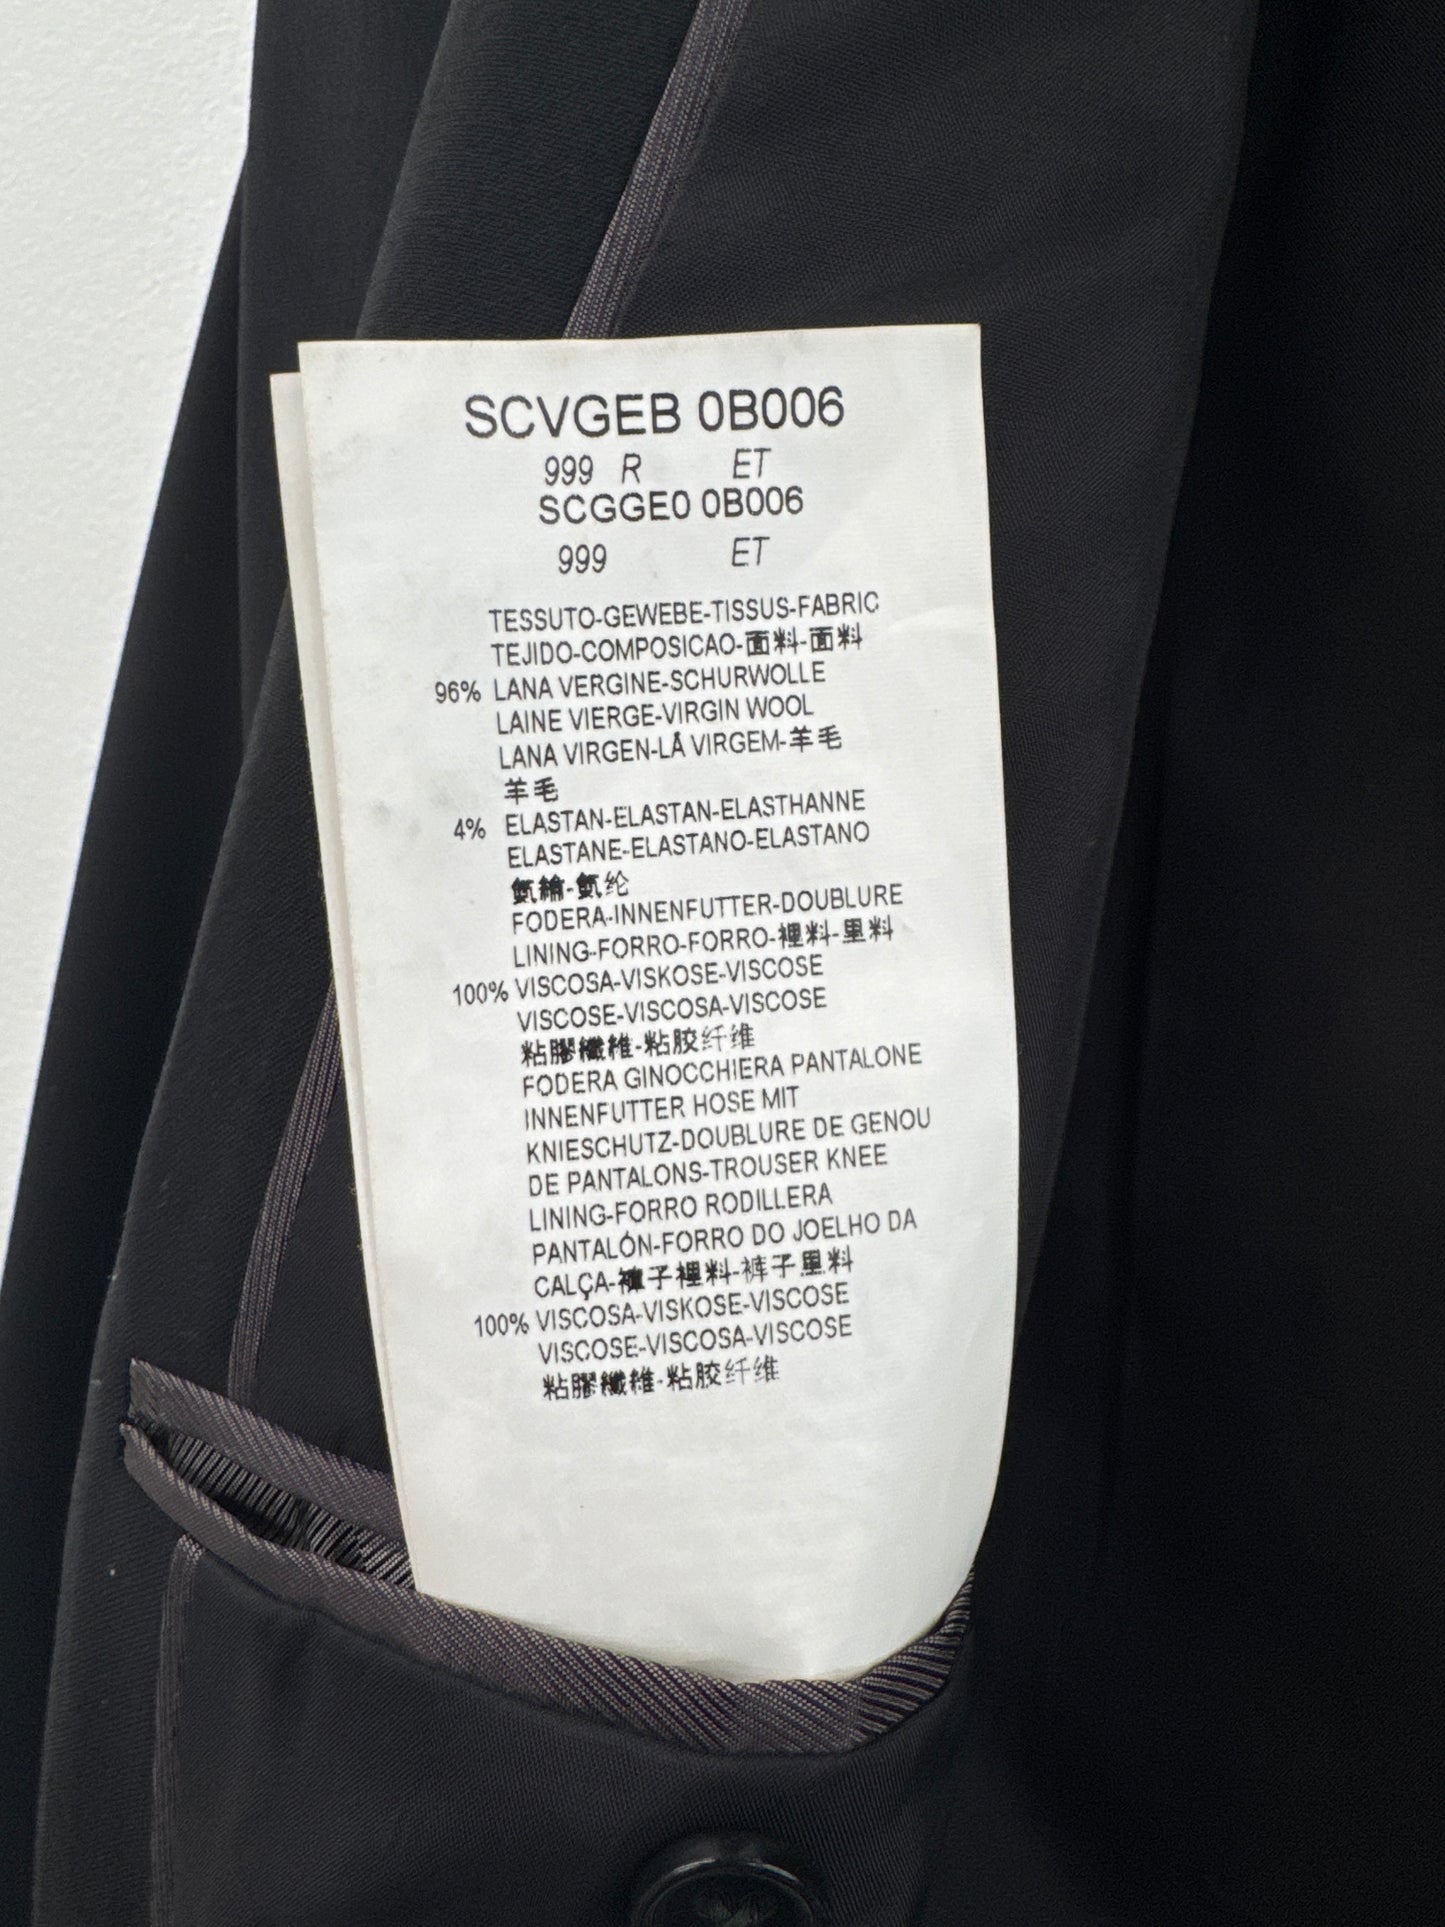 SCVGEB 0B006
999 R ET
SCGGE0 0B006
999 ET
TESSUTO-GEWEBE-TISSUS-FABRIC
TEJIDO-COMPOSICAO-面料-面料
96% LANA VERGINE-SCHURWOLLE
LAINE VIERGE-VIRGIN WOOL
LANA VIRGEN-LÃ VIRGEM-羊毛
羊毛
4% ELASTAN-ELASTAN-ELASTHANNE
ELASTANE-ELASTANO-ELASTANO
氨綸-氨纶
FODERA-INNENFUTTER-DOUBLURE
LINING-FORRO-FORRO-裡料-里料
100% VISCOSA-VISKOSE-VISCOSE
VISCOSE-VISCOSA-VISCOSE
粘膠纖維-粘胶纤维
FODERA GINOCCHIERA PANTALONE
INNENFUTTER HOSE MIT
KNIESCHUTZ-DOUBLURE DE GENOU
DE PANTALONS-TROUSER KNEE
LINING-FORRO RODILLERA
PANTALÓN-FORRO DO JOELHO DA
CALÇA-褲子裡料-裤子里料
100% VISCOSA-VISKOSE-VISCOSE
VISCOSE-VISCOSA-VISCOSE
粘膠纖維-粘胶纤维